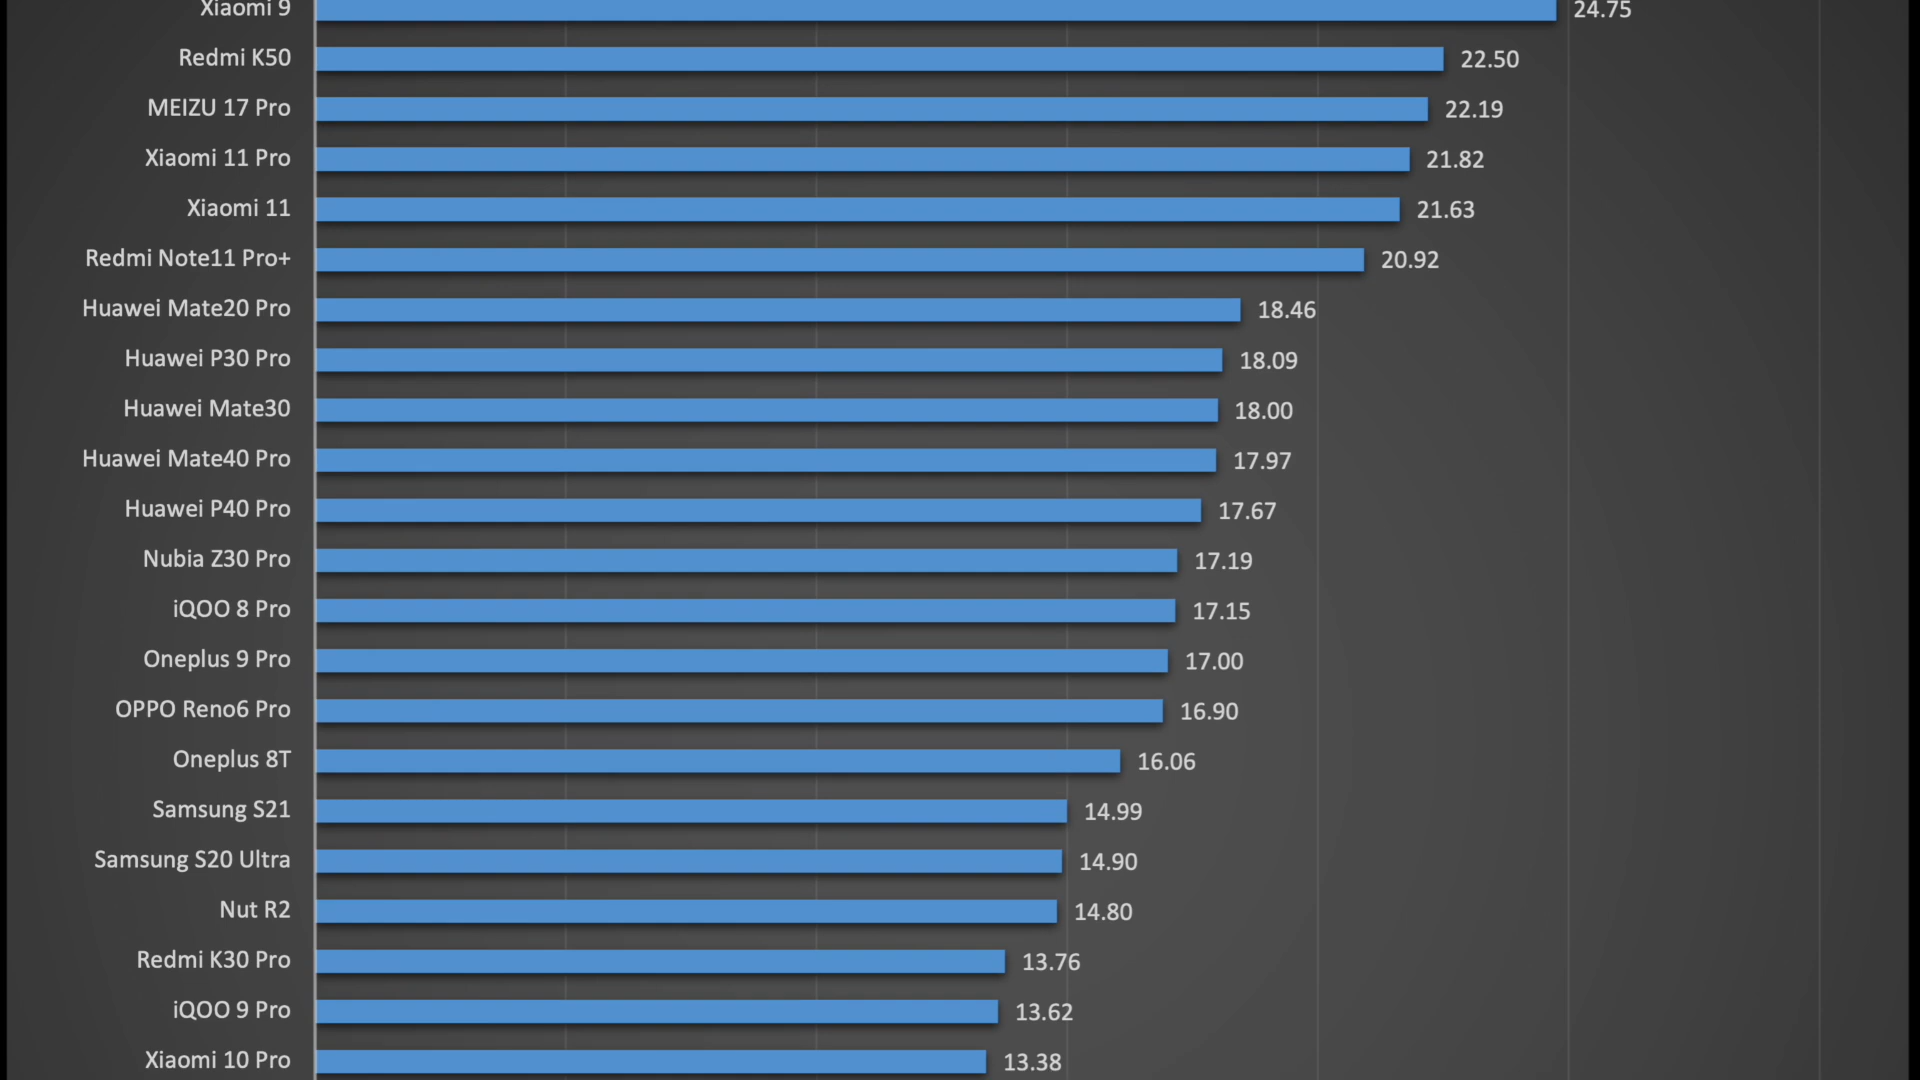 Xiaomi 9 24.75
Redmi K50 22.50
MEIZU 17 Pro 22.19
Xiaomi 11 Pro 21.82
Xiaomi 11 21.63
Redmi Note11 Pro+ 20.92
Huawei Mate20 Pro 18.46
Huawei P30 Pro 18.09
Huawei Mate30 18.00
Huawei Mate40 Pro 17.97
Huawei P40 Pro 17.67
Nubia Z30 Pro 17.19
iQOO 8 Pro 17.15
Oneplus 9 Pro 17.00
OPPO Reno6 Pro 16.90
Oneplus 8T 16.06
Samsung S21 14.99
Samsung S20 Ultra 14.90
Nut R2 14.80
Redmi K30 Pro 13.76
iQOO 9 Pro 13.62
Xiaomi 10 Pro 13.38